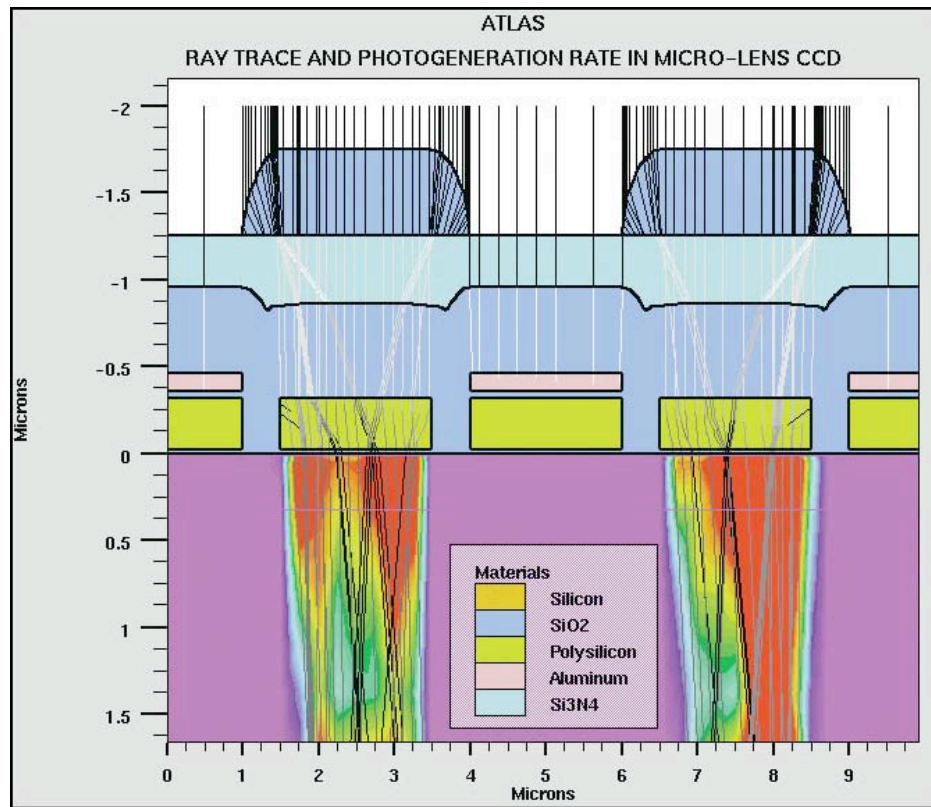 ATLAS
RAY TRACE AND PHOTOGENERATION RATE IN MICRO-LENS CCD
Microns
-2
-1.5
-1
-0.5
0
0.5
1
1.5
Materials
Silicon
SiO2
Polysilicon
Aluminum
Si3N4
0 1 2 3 4 5 6 7 8 9
Microns